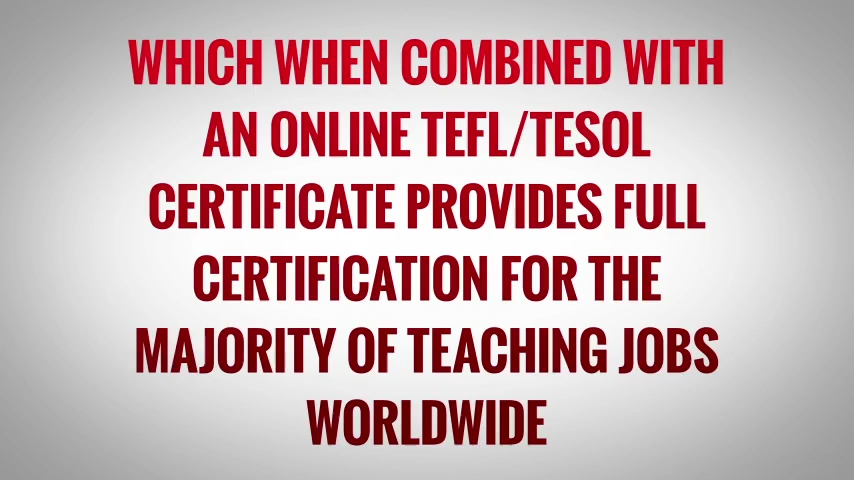 WHICH WHEN COMBINED WITH
AN ONLINE TEFL/TESOL
CERTIFICATE PROVIDES FULL
CERTIFICATION FOR THE
MAJORITY OF TEACHING JOBS
WORLDWIDE